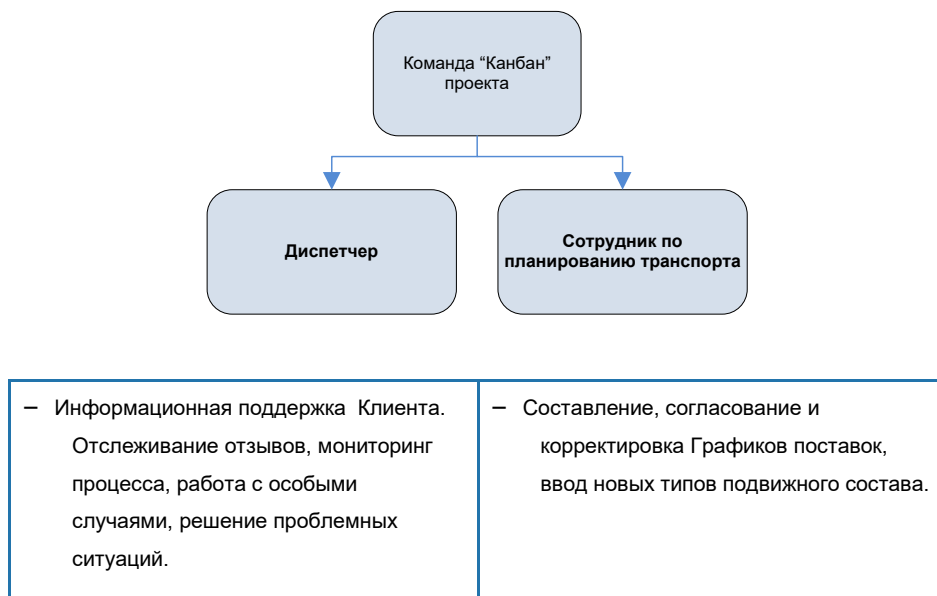 Команда “Канбан”
проекта
Диспетчер
Сотрудник по
планированию транспорта
– Информационная поддержка Клиента.
Отслеживание отзывов, мониторинг
процесса, работа с особыми
случаями, решение проблемных
ситуаций.
– Составление, согласование и
корректировка Графиков поставок,
ввод новых типов подвижного состава.